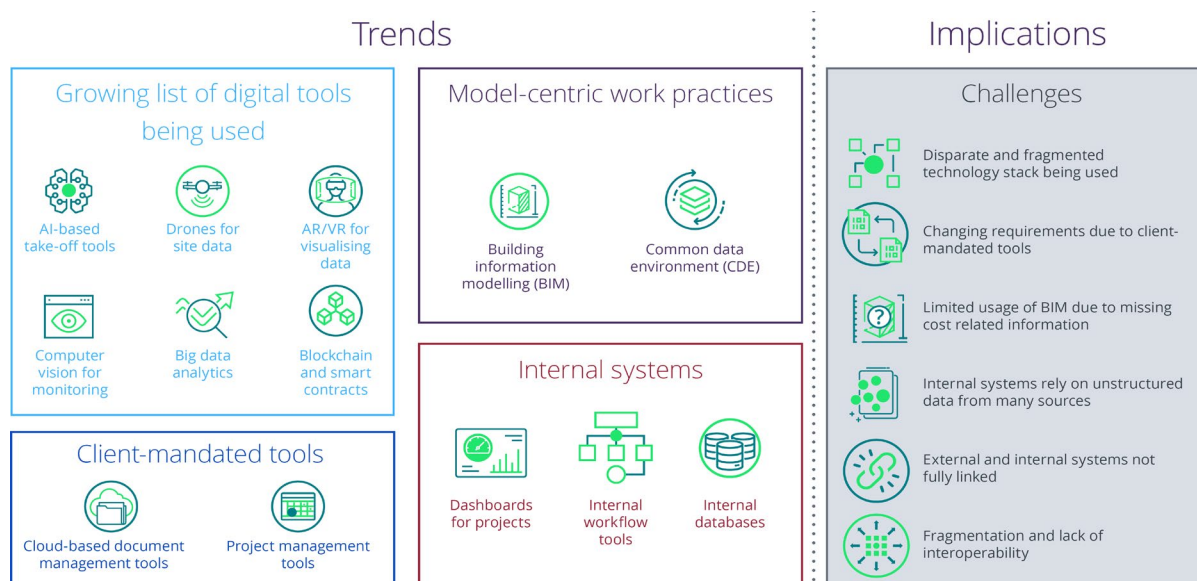 Trends
Growing list of digital tools
being used
AI-based
take-off tools
Drones for
site data
AR/VR for
visualising
data
Computer
vision for
monitoring
Big data
analytics
Blockchain
and smart
contracts
Client-mandated tools
Cloud-based document
management tools
Project management
tools
Model-centric work practices
Building
information
modelling (BIM)
Common data
environment (CDE)
Internal systems
Dashboards
for projects
Internal
workflow
tools
Internal
databases
Implications
Challenges
Disparate and fragmented
technology stack being used
Changing requirements due to client-
mandated tools
?
Limited usage of BIM due to missing
cost related information
Internal systems rely on unstructured
data from many sources
External and internal systems not
fully linked
Fragmentation and lack of
interoperability